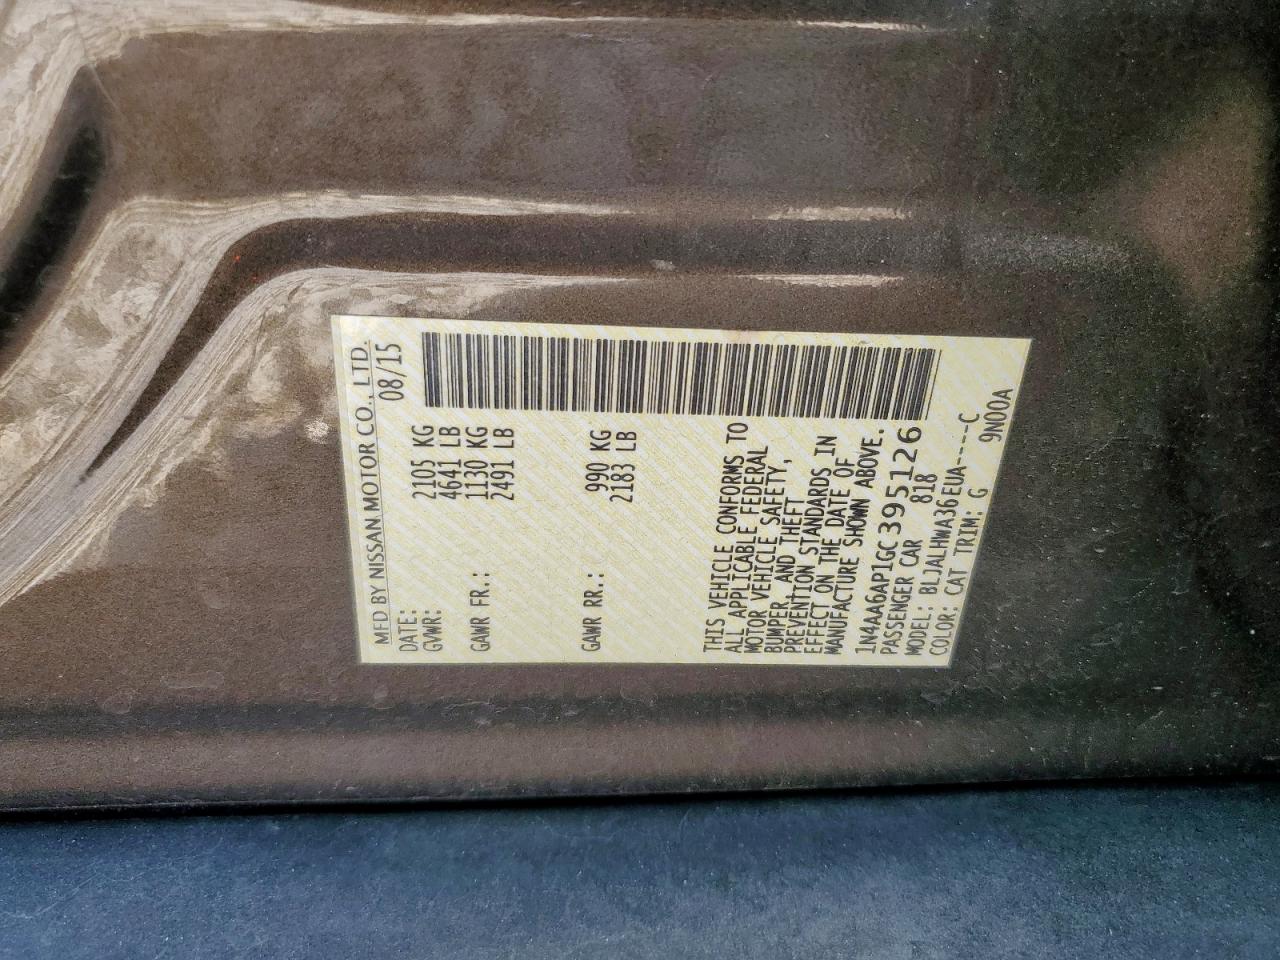 MFD BY NISSAN MOTOR CO., LTD.
DATE: 08/15
GVWR: 2105 KG
4641 LB
GAWR FR.: 1130 KG
2491 LB
GAWR RR.: 990 KG
2183 LB
THIS VEHICLE CONFORMS TO
ALL APPLICABLE FEDERAL
MOTOR VEHICLE SAFETY,
BUMPER, AND THEFT
PREVENTION STANDARDS IN
EFFECT ON THE DATE OF
MANUFACTURE SHOWN ABOVE.
1N4AA6AP1GC395126
PASSENGER CAR 818
MODEL: BLJALHWA36EUA----C
COLOR: CAT TRIM: G 9N00A